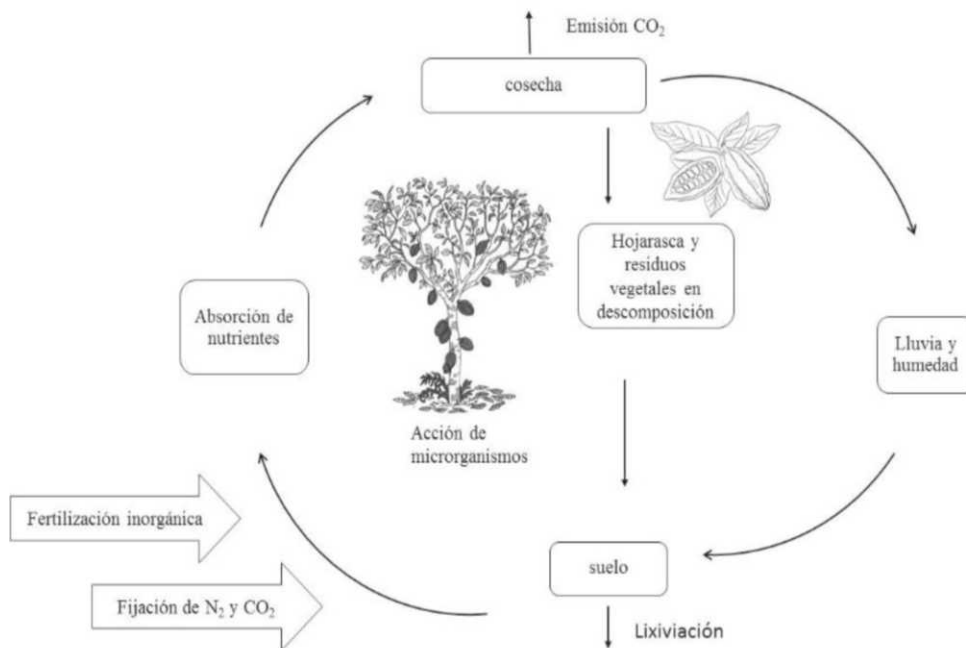 Emisión CO₂
cosecha
Hojarasca y
residuos
vegetales en
descomposición
Absorción de
nutrientes
Lluvia y
humedad
Acción de
microrganismos
Fertilización inorgánica
suelo
Fijación de N₂ y CO₂
Lixiviación